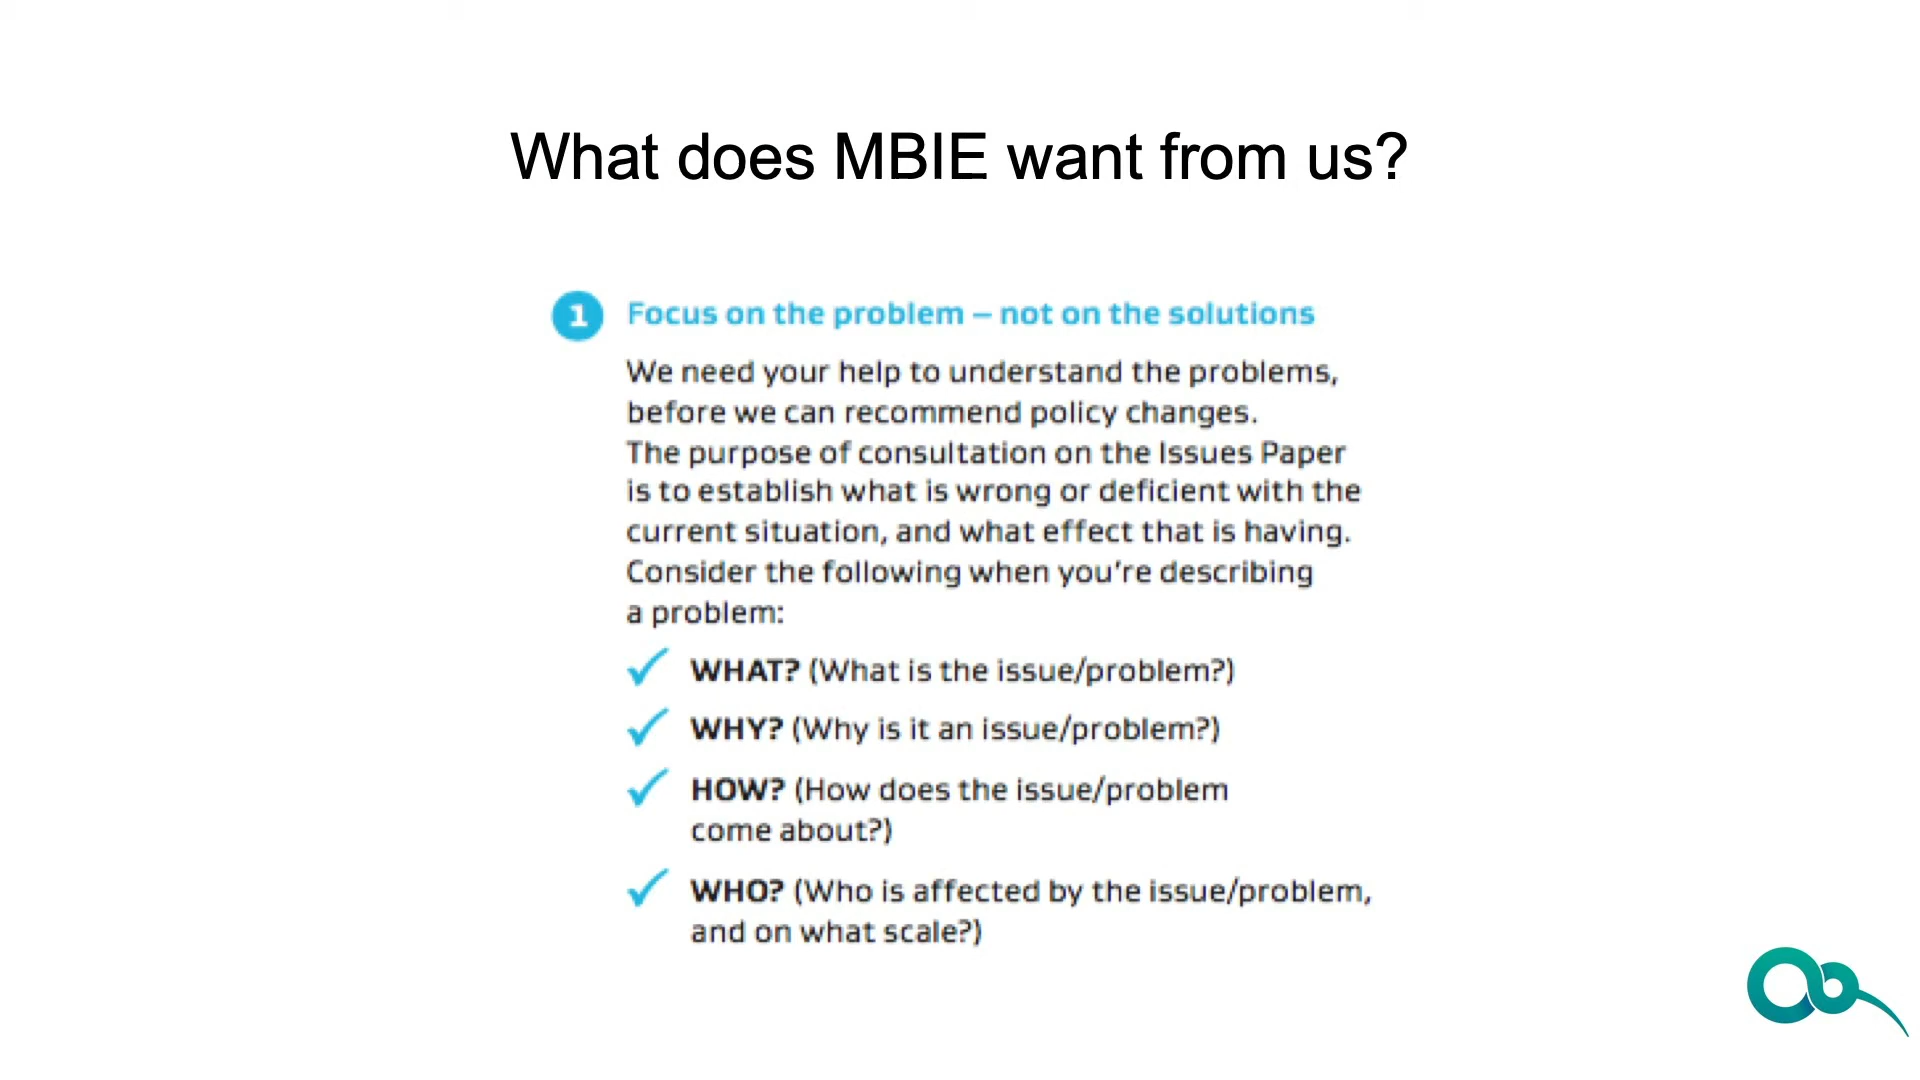 What does MBIE want from us?
1 Focus on the problem – not on the solutions
We need your help to understand the problems,
before we can recommend policy changes.
The purpose of consultation on the Issues Paper
is to establish what is wrong or deficient with the
current situation, and what effect that is having.
Consider the following when you're describing
a problem:
WHAT? (What is the issue/problem?)
WHY? (Why is it an issue/problem?)
HOW? (How does the issue/problem
come about?)
WHO? (Who is affected by the issue/problem,
and on what scale?)